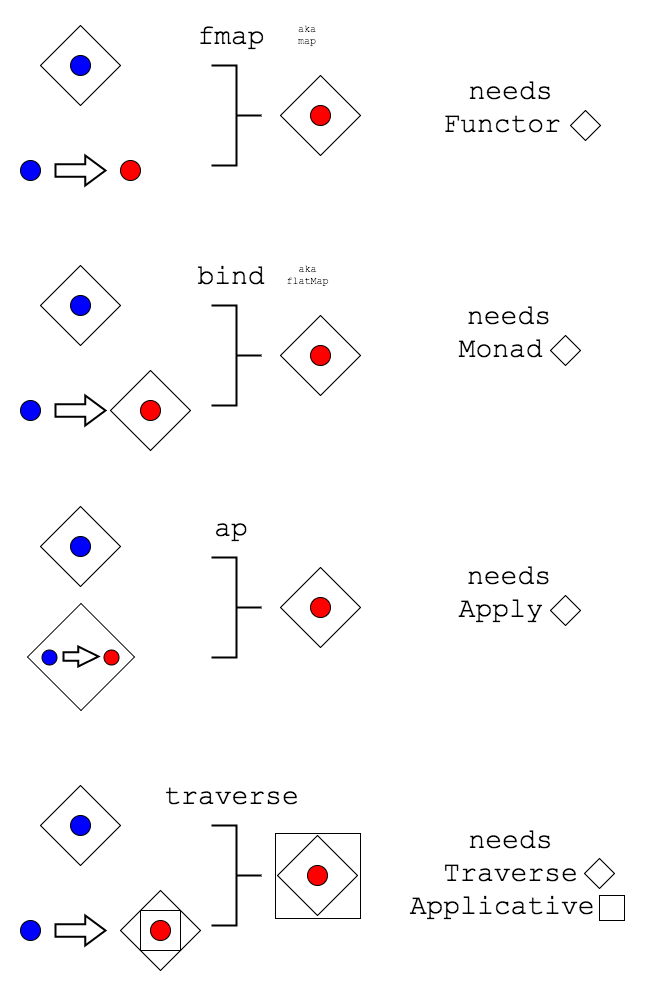 fmap
aka
map
needs
Functor
bind
aka
flatMap
needs
Monad
ap
needs
Apply
traverse
needs
Traverse
Applicative